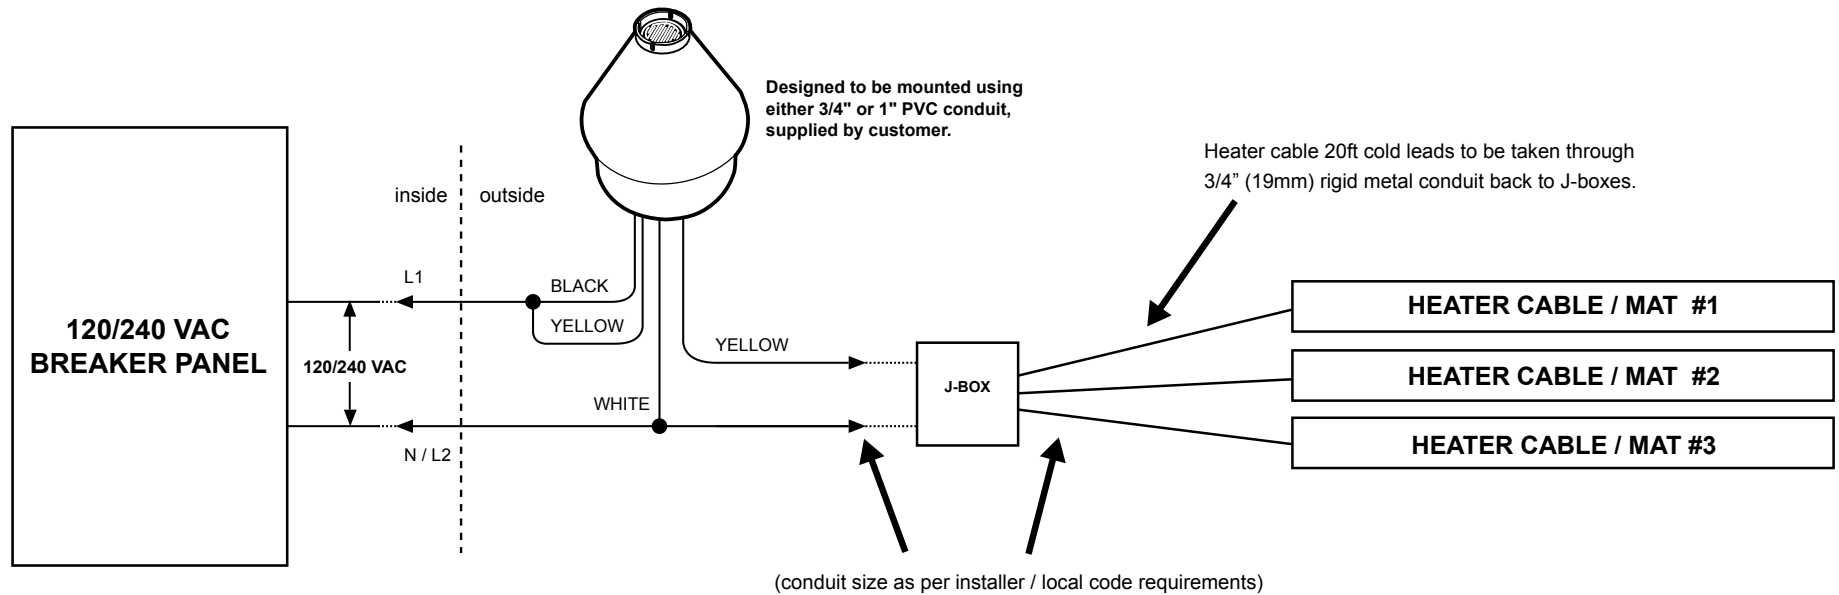 Designed to be mounted using
either 3/4" or 1" PVC conduit,
supplied by customer.
Heater cable 20ft cold leads to be taken through
3/4” (19mm) rigid metal conduit back to J-boxes.
inside
outside
L1
BLACK
YELLOW
120/240 VAC
BREAKER PANEL
120/240 VAC
YELLOW
WHITE
N / L2
J-BOX
HEATER CABLE / MAT #1
HEATER CABLE / MAT #2
HEATER CABLE / MAT #3
(conduit size as per installer / local code requirements)